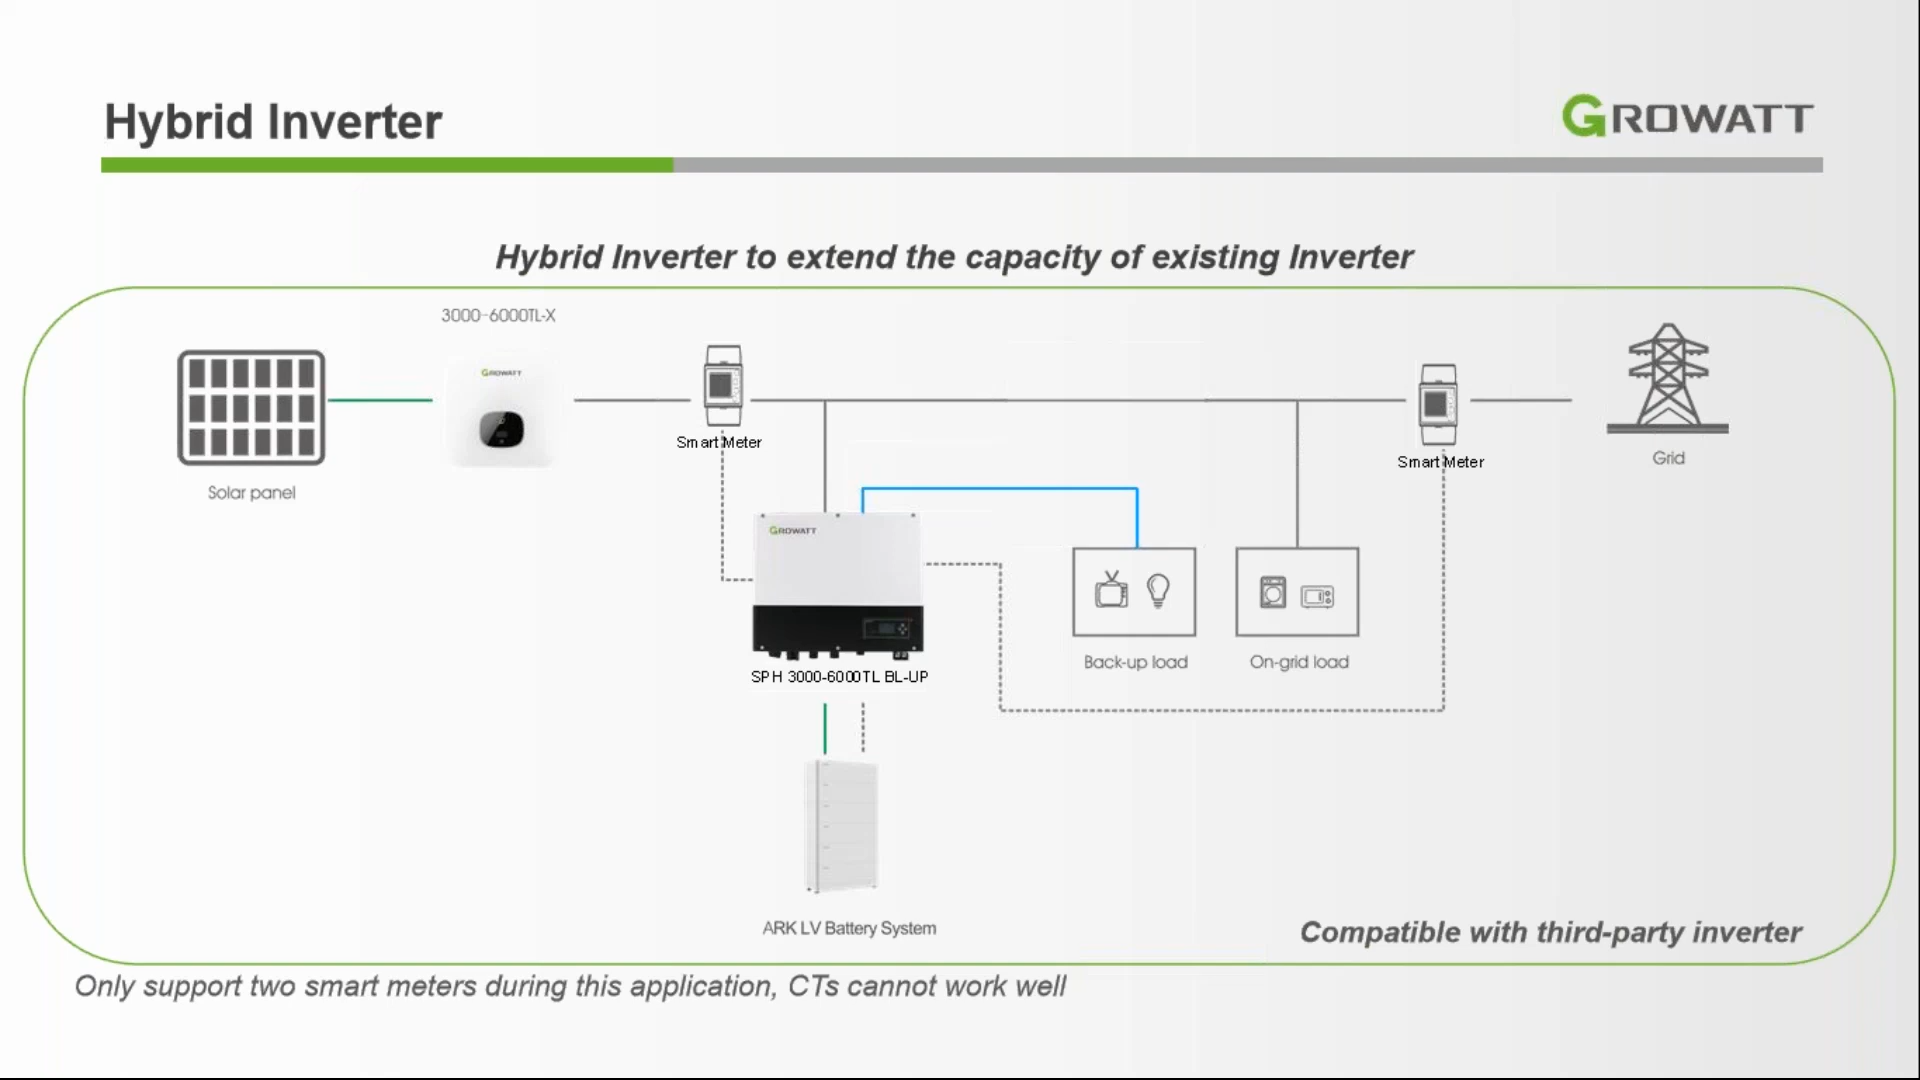 Hybrid Inverter
GROWATT
Hybrid Inverter to extend the capacity of existing Inverter
3000-6000TL-X
GROWATT
Smart Meter
Smart Meter
Grid
Solar panel
GROWATT
Back-up load
On-grid load
SPH 3000-6000TL BL-UP
ARK LV Battery System
Compatible with third-party inverter
Only support two smart meters during this application, CTs cannot work well